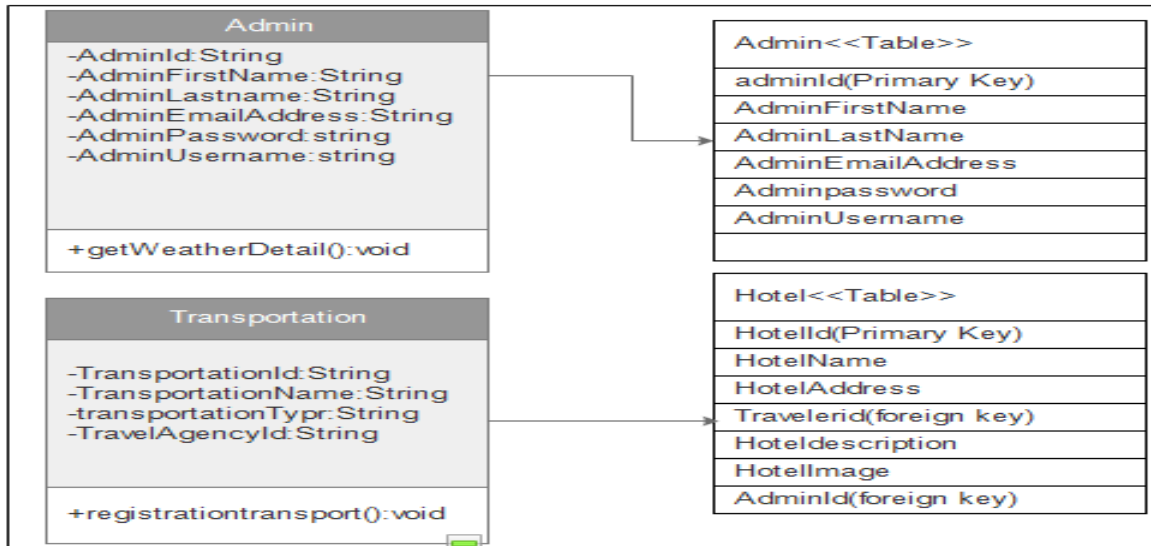 Admin
-AdminId:String
-AdminFirstName:String
-AdminLastname:String
-AdminEmailAddress:String
-AdminPassword:string
-AdminUsername:string
+getWeatherDetail():void
Admin<<Table>>
adminId(Primary Key)
AdminFirstName
AdminLastName
AdminEmailAddress
Adminpassword
AdminUsername
Transportation
-TransportationId:String
-TransportationName:String
-transportationTypr:String
-TravelAgencyId:String
+registrationtransport():void
Hotel<<Table>>
HotelId(Primary Key)
HotelName
HotelAddress
Travelerid(foreign key)
Hoteldescription
HotelImage
AdminId(foreign key)